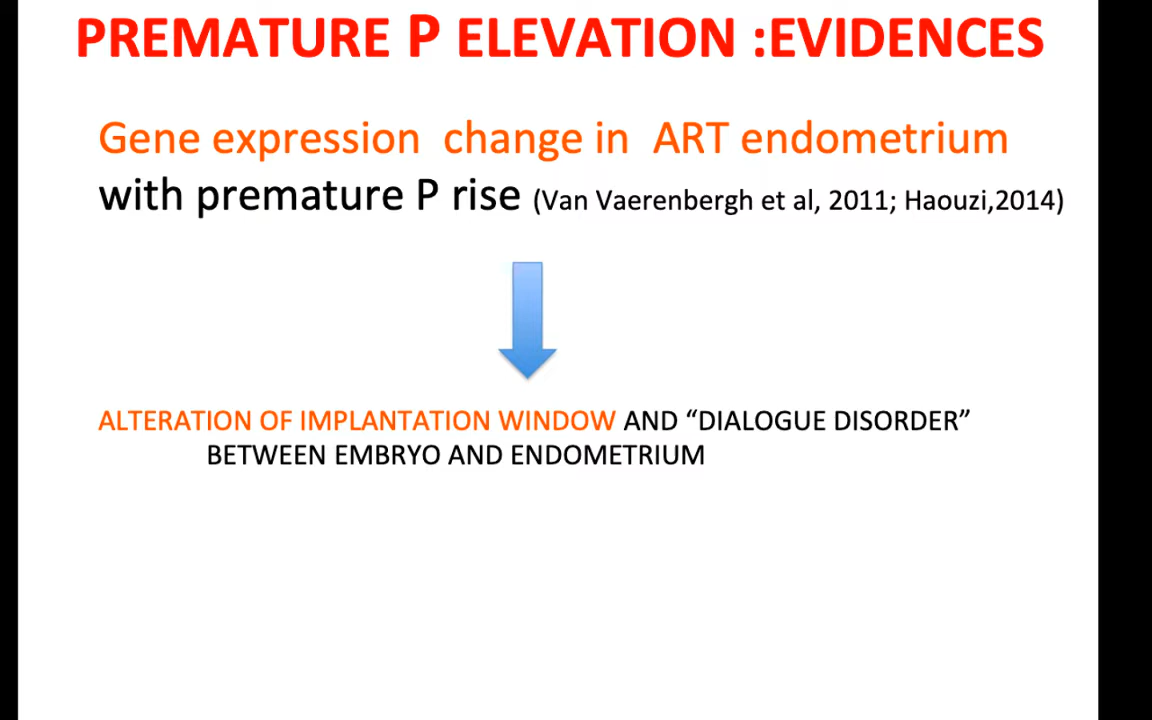 PREMATURE P ELEVATION :EVIDENCES
Gene expression change in ART endometrium
with premature P rise (Van Vaerenbergh et al, 2011; Haouzi,2014)
ALTERATION OF IMPLANTATION WINDOW AND “DIALOGUE DISORDER”
BETWEEN EMBRYO AND ENDOMETRIUM